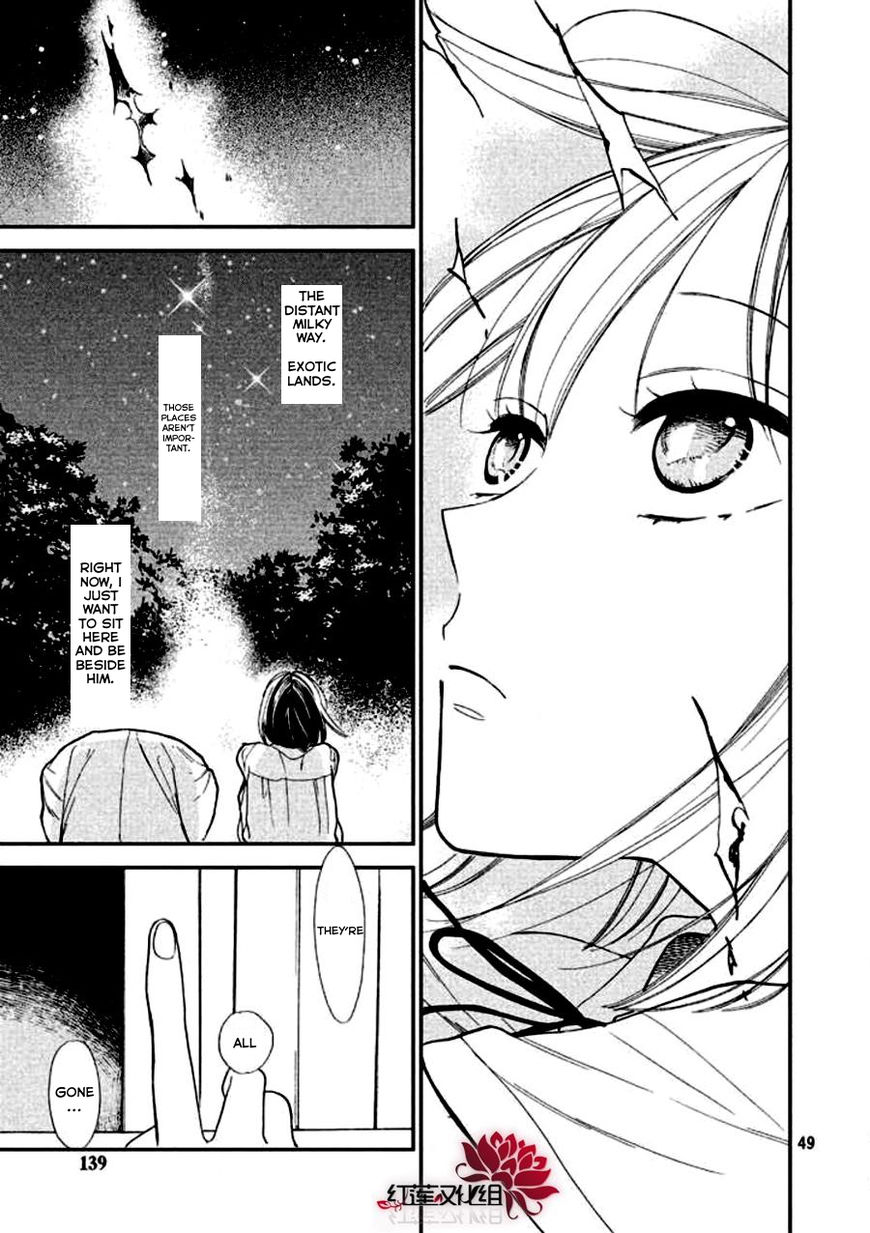 THE
DISTANT
MILKY
WAY.
EXOTIC
LANDS.
THOSE
PLACES
AREN'T
IMPOR-
TANT.
RIGHT
NOW, I
JUST
WANT
TO SIT
HERE
AND BE
BESIDE
HIM.
THEY'RE
ALL
GONE
...
49
139
红莲汉化组